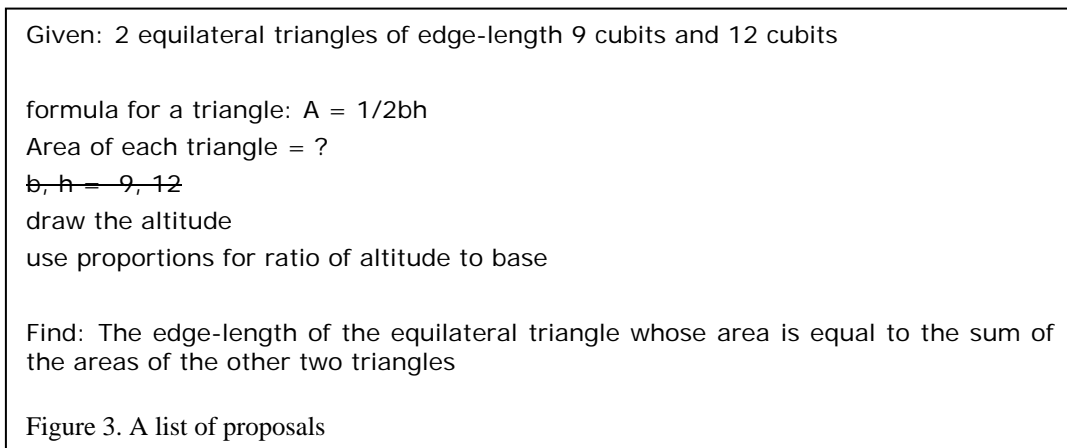 Given: 2 equilateral triangles of edge-length 9 cubits and 12 cubits
formula for a triangle: A = 1/2bh
Area of each triangle = ?
b, h = 9, 12
draw the altitude
use proportions for ratio of altitude to base
Find: The edge-length of the equilateral triangle whose area is equal to the sum of
the areas of the other two triangles
Figure 3. A list of proposals